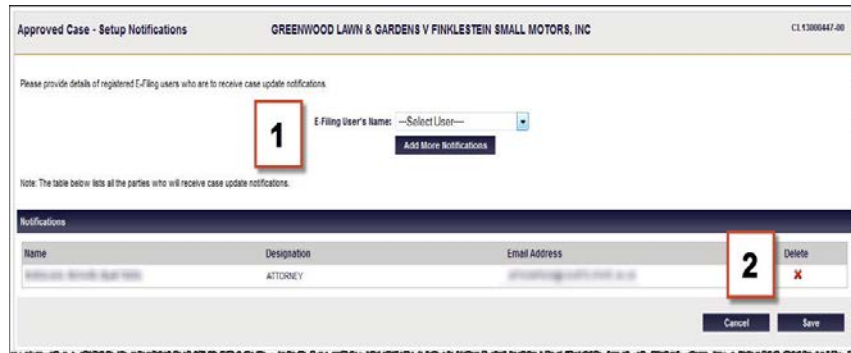 Approved Case - Setup Notifications GREENWOOD LAWN & GARDENS V FINKLESTEIN SMALL MOTORS, INC CL13000447-00
Please provide details of registered E-Filing users who are to receive case update notifications.
1
E-Filing User's Name: ---Select User---
Add More Notifications
Note: The table below lists all the parties who will receive case update notifications.
Notifications
Name Designation Email Address Delete
ATTORNEY
2
Cancel Save